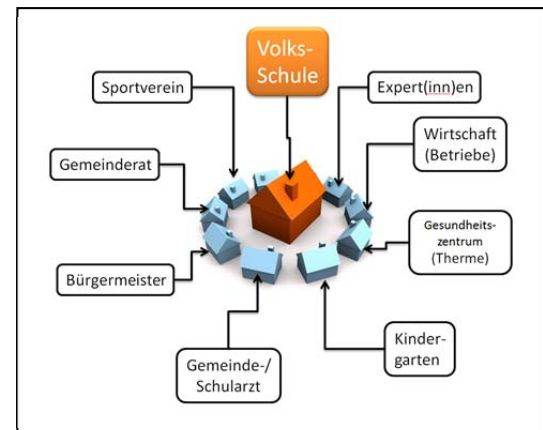 Volks-
Schule
Sportverein
Expert(inn)en
Wirtschaft
(Betriebe)
Gemeinderat
Gesundheits-
zentrum
(Therme)
Bürgermeister
Kinder-
garten
Gemeinde-/
Schularzt